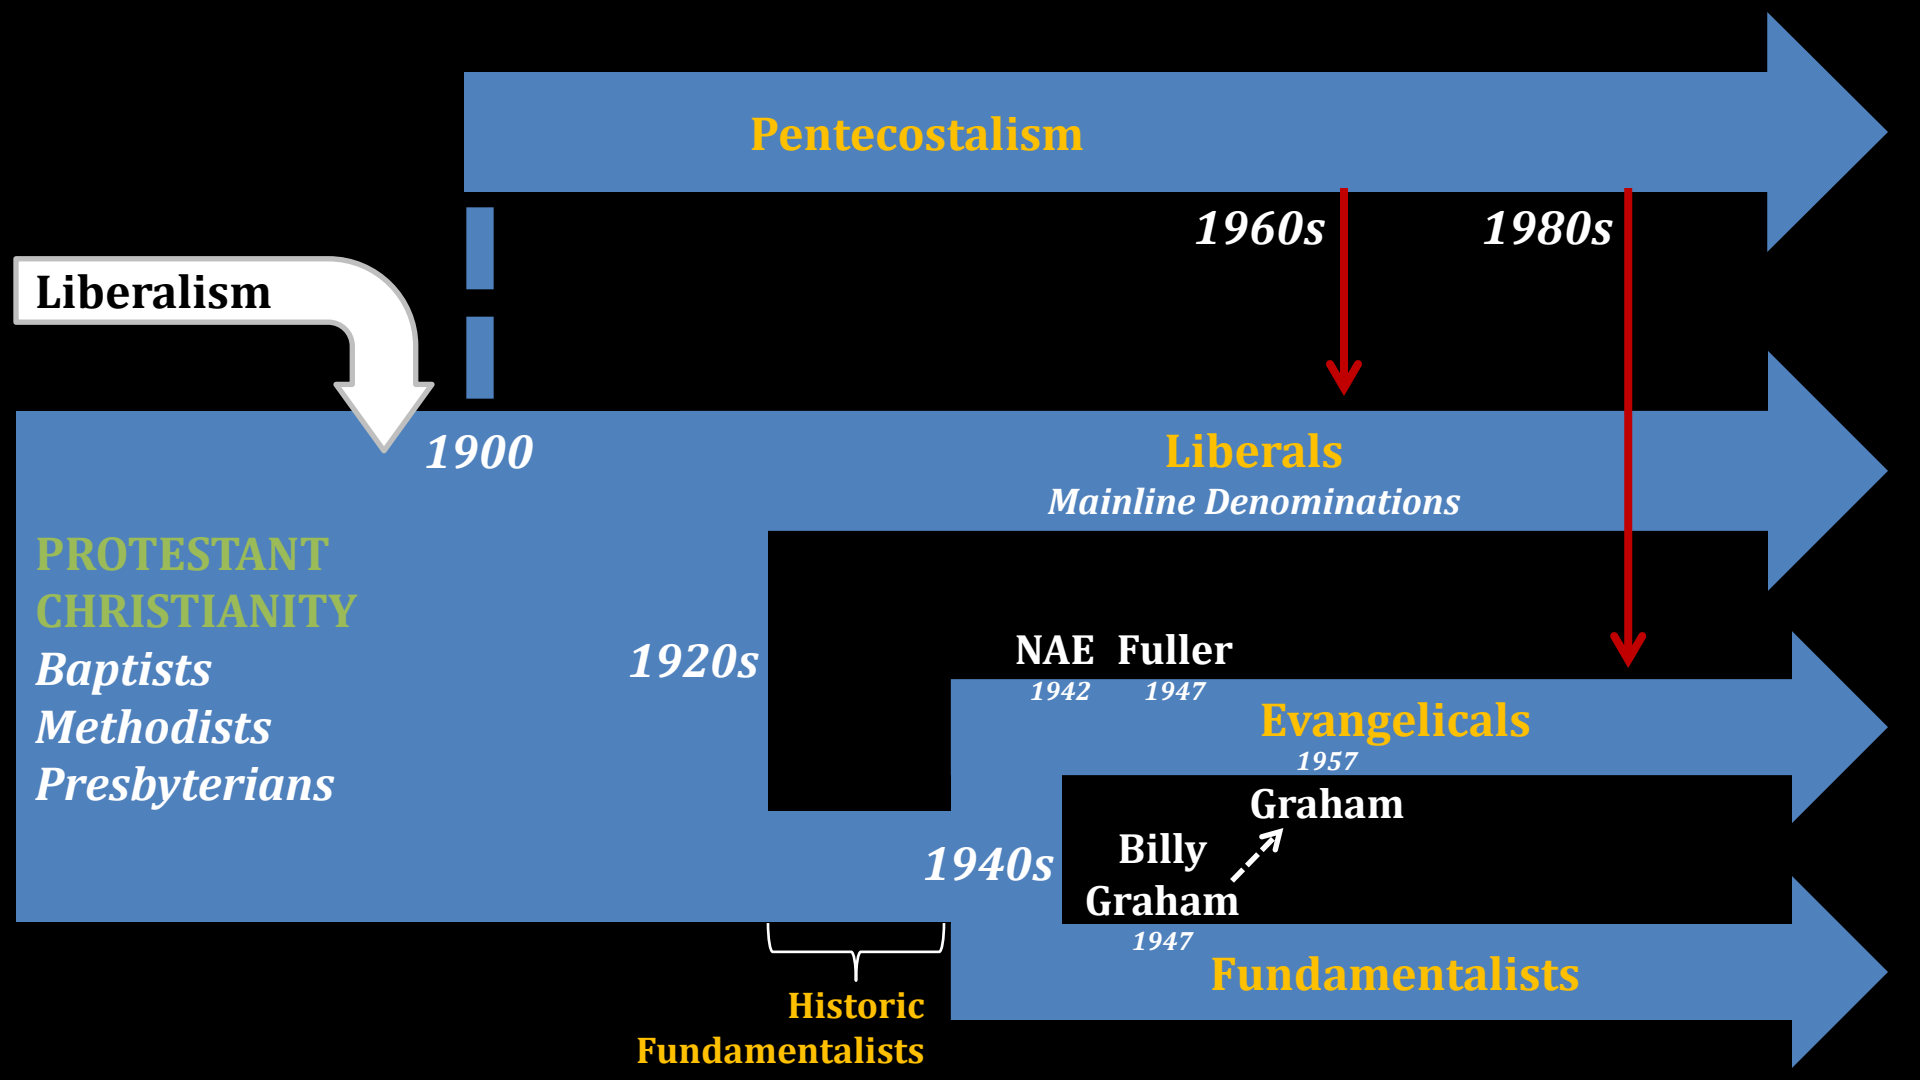 Pentecostalism
1960s
1980s
Liberalism
1900
Liberals
Mainline Denominations
PROTESTANT
CHRISTIANITY
Baptists
Methodists
Presbyterians
1920s
NAE
1942
Fuller
1947
Evangelicals
1957
Graham
1940s
Billy
Graham
1947
Fundamentalists
Historic
Fundamentalists